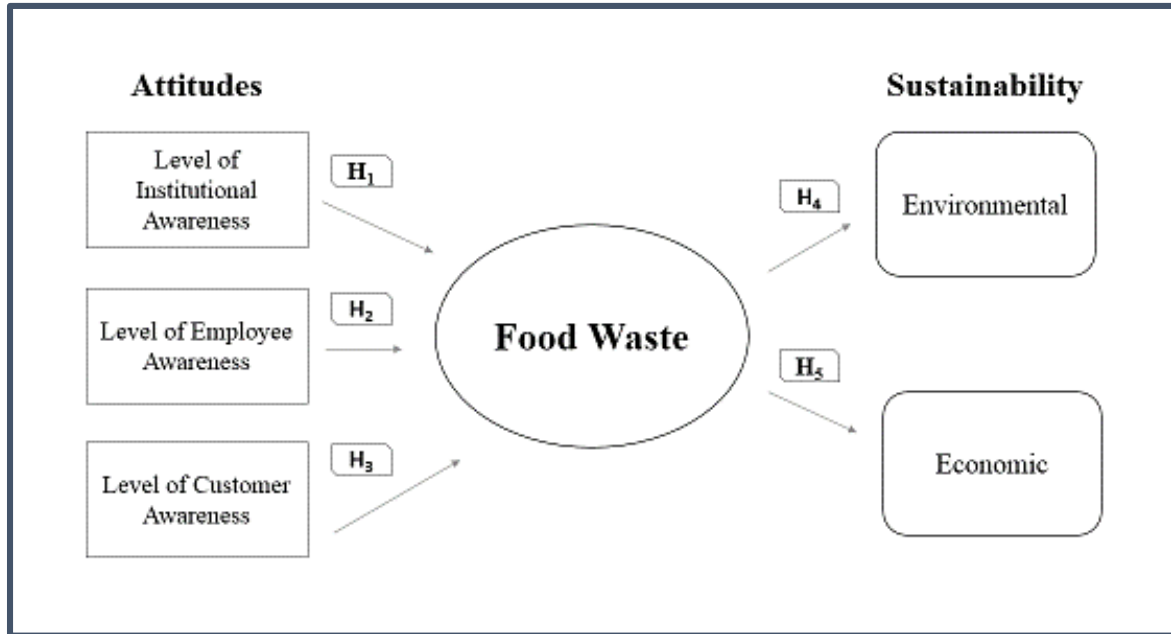 Attitudes
Sustainability
Level of
Institutional
Awareness
H₁
H₄
Environmental
Level of Employee
Awareness
H₂
Food Waste
H₅
Level of Customer
Awareness
H₃
Economic